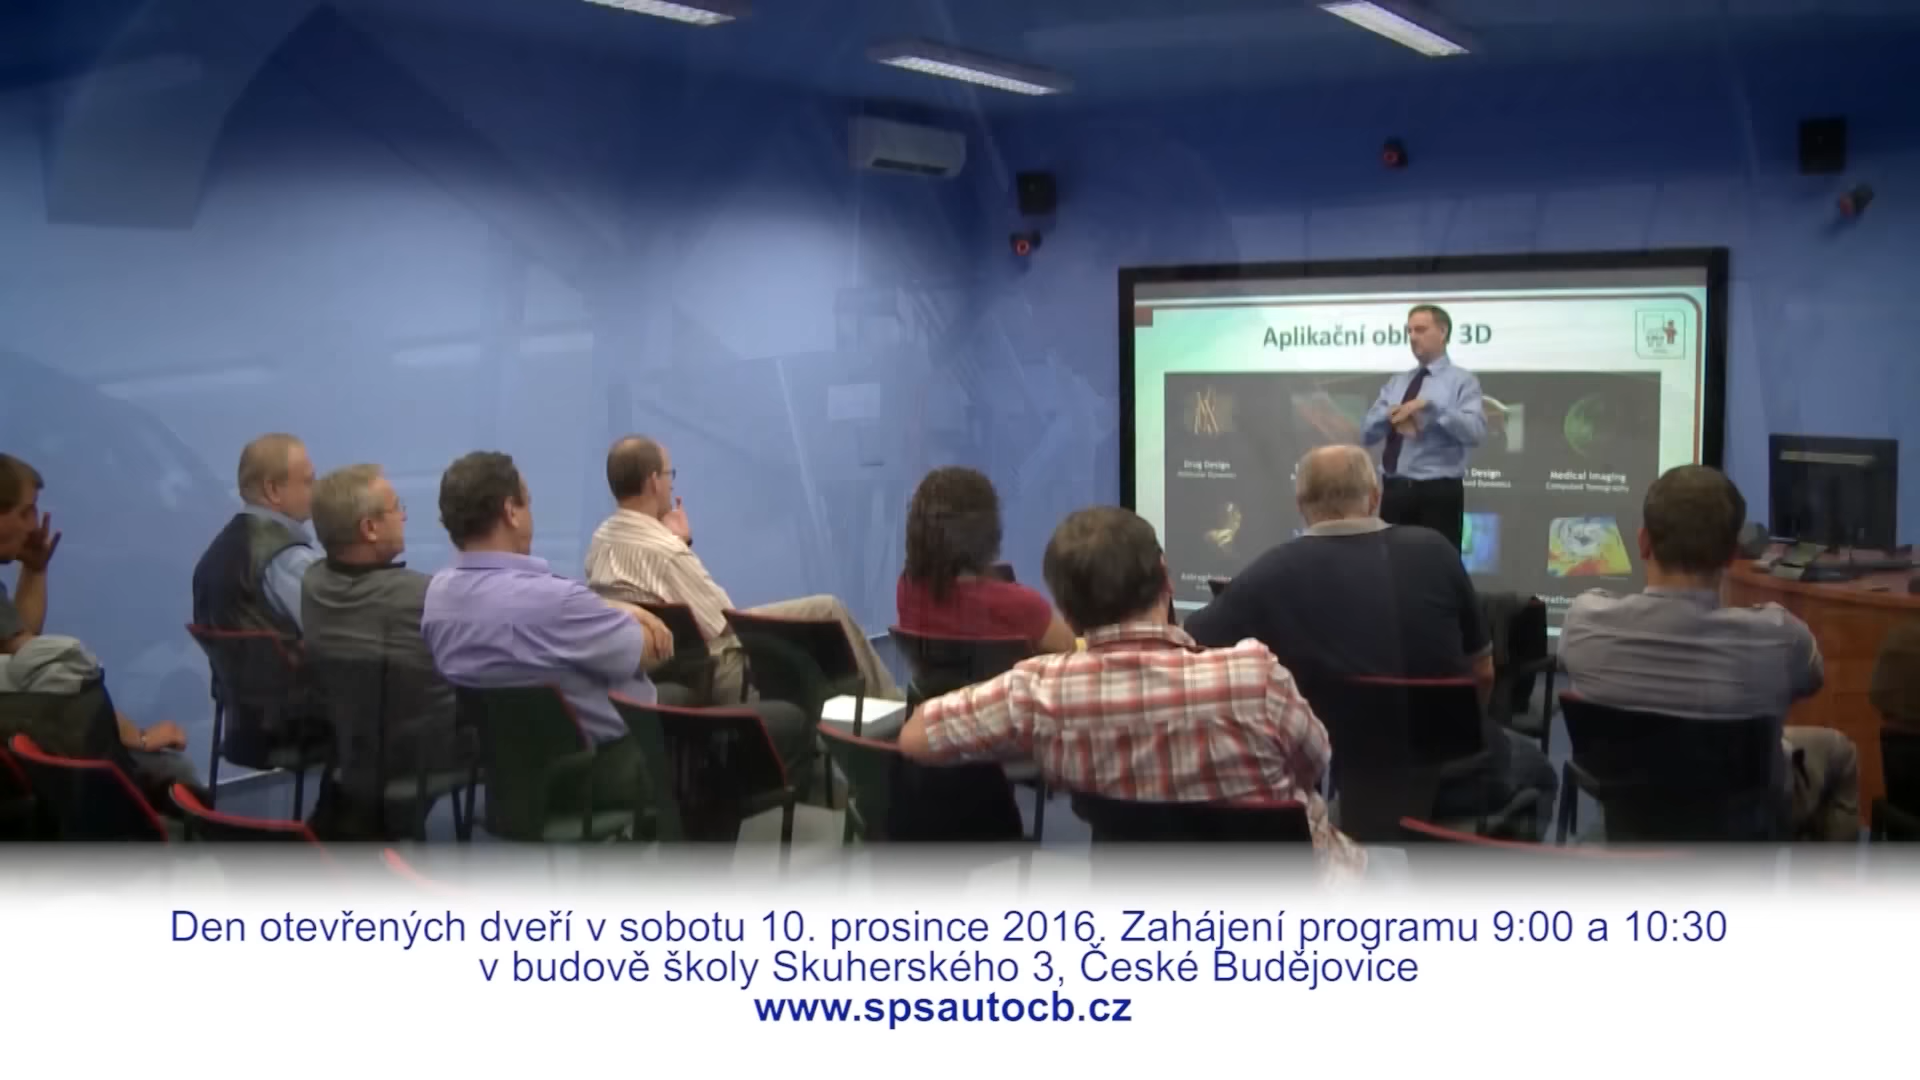 Aplikační 3D
Drug Design
Design
Medical Imaging
Computed Tomography
Den otevřených dveří v sobotu 10. prosince 2016. Zahájení programu 9:00 a 10:30
v budově školy Skuherského 3, České Budějovice
www.spsautocb.cz